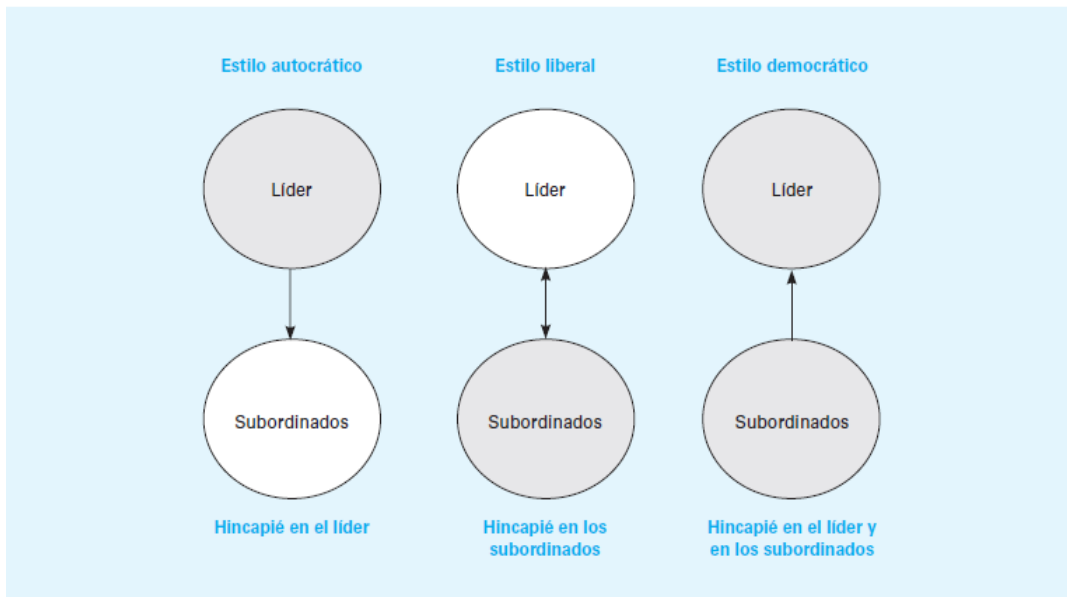 Estilo autocrático
Estilo liberal
Estilo democrático
Líder
Líder
Líder
Subordinados
Subordinados
Subordinados
Hincapié en el líder
Hincapié en los
subordinados
Hincapié en el líder y
en los subordinados